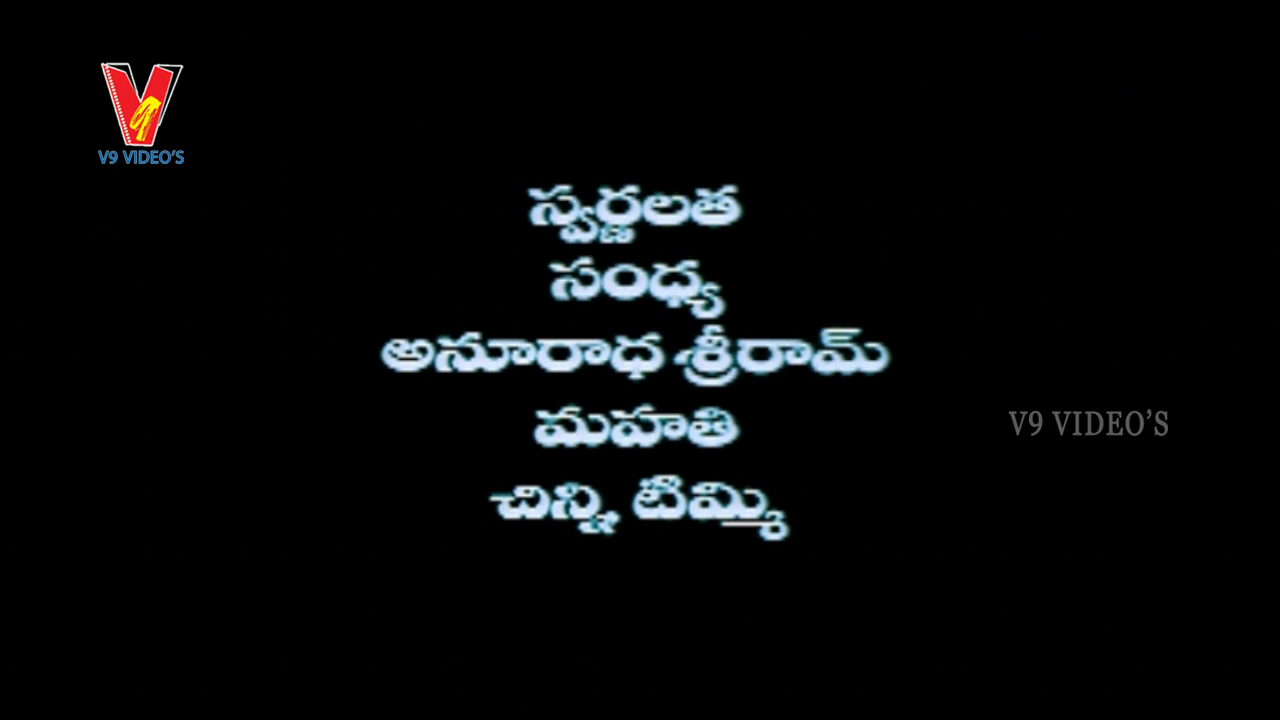 V9 VIDEO'S
స్వర్ణలత
సంధ్య
అనూరాధ శ్రీరామ్
మహతి
V9 VIDEO'S
చిన్ని, టిమ్మి